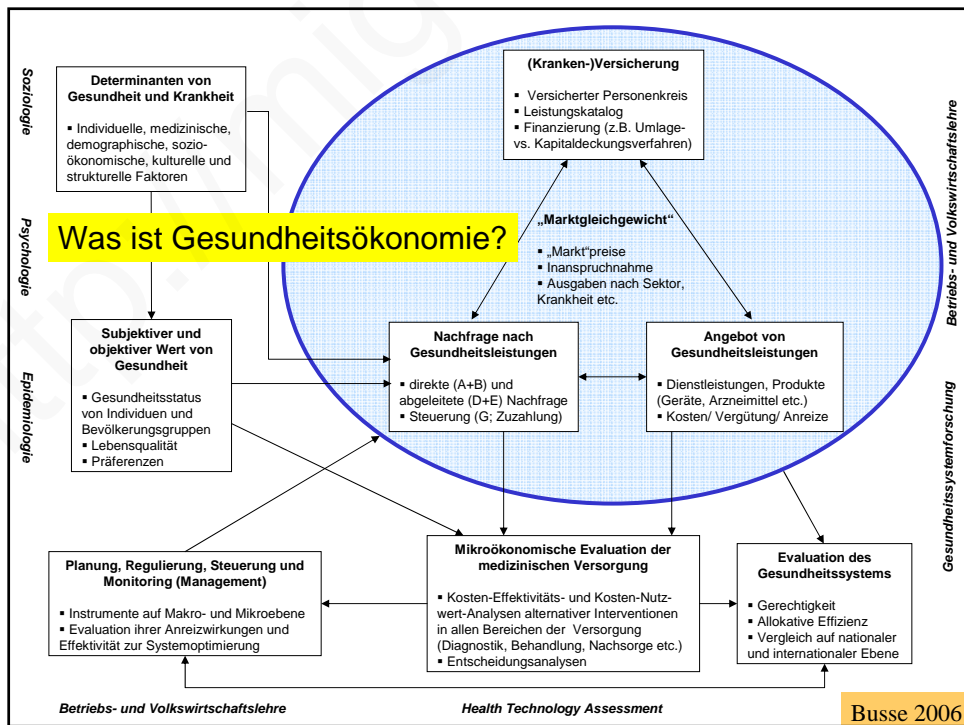 Soziologie
Psychologie
Epidemiologie
Determinanten von
Gesundheit und Krankheit
▪ Individuelle, medizinische,
demographische, sozio-
ökonomische, kulturelle und
strukturelle Faktoren
(Kranken-)Versicherung
▪ Versicherter Personenkreis
▪ Leistungskatalog
▪ Finanzierung (z.B. Umlage-
vs. Kapitaldeckungsverfahren)
Was ist Gesundheitsökonomie?
„Marktgleichgewicht"
▪ „Markt"preise
▪ Inanspruchnahme
▪ Ausgaben nach Sektor,
Krankheit etc.
Subjektiver und
objektiver Wert von
Gesundheit
▪ Gesundheitsstatus
von Individuen und
Bevölkerungsgruppen
▪ Lebensqualität
▪ Präferenzen
Nachfrage nach
Gesundheitsleistungen
▪ direkte (A+B) und
abgeleitete (D+E) Nachfrage
▪ Steuerung (G; Zuzahlung)
Angebot von
Gesundheitsleistungen
▪ Dienstleistungen, Produkte
(Geräte, Arzneimittel etc.)
▪ Kosten/ Vergütung/ Anreize
Betriebs- und Volkswirtschaftslehre
Gesundheitssystemforschung
Planung, Regulierung, Steuerung und
Monitoring (Management)
▪ Instrumente auf Makro- und Mikroebene
▪ Evaluation ihrer Anreizwirkungen und
Effektivität zur Systemoptimierung
Mikroökonomische Evaluation der
medizinischen Versorgung
▪ Kosten-Effektivitäts- und Kosten-Nutz-
wert-Analysen alternativer Interventionen
in allen Bereichen der Versorgung
(Diagnostik, Behandlung, Nachsorge etc.)
▪ Entscheidungsanalysen
Evaluation des
Gesundheitssystems
▪ Gerechtigkeit
▪ Allokative Effizienz
▪ Vergleich auf nationaler
und internationaler Ebene
Betriebs- und Volkswirtschaftslehre
Health Technology Assessment
Busse 2006